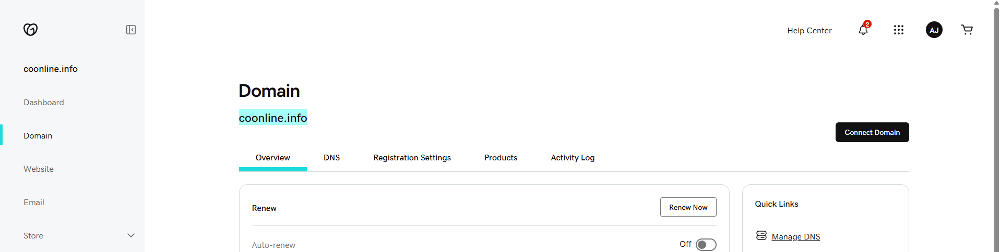 Help Center
2
AJ
coonline.info
Dashboard
Domain
Website
Email
Store
Domain
coonline.info
Connect Domain
Overview DNS Registration Settings Products Activity Log
Renew
Renew Now
Auto-renew
Off
Quick Links
Manage DNS